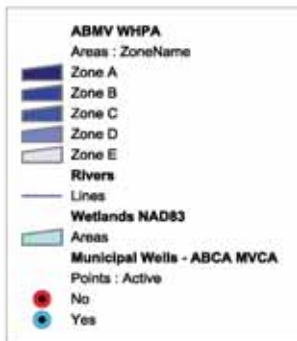 ABMV WHPA
Areas : ZoneName
Zone A
Zone B
Zone C
Zone D
Zone E
Rivers
Lines
Wetlands NAD83
Areas
Municipal Wells - ABCA MVCA
Points : Active
No
Yes